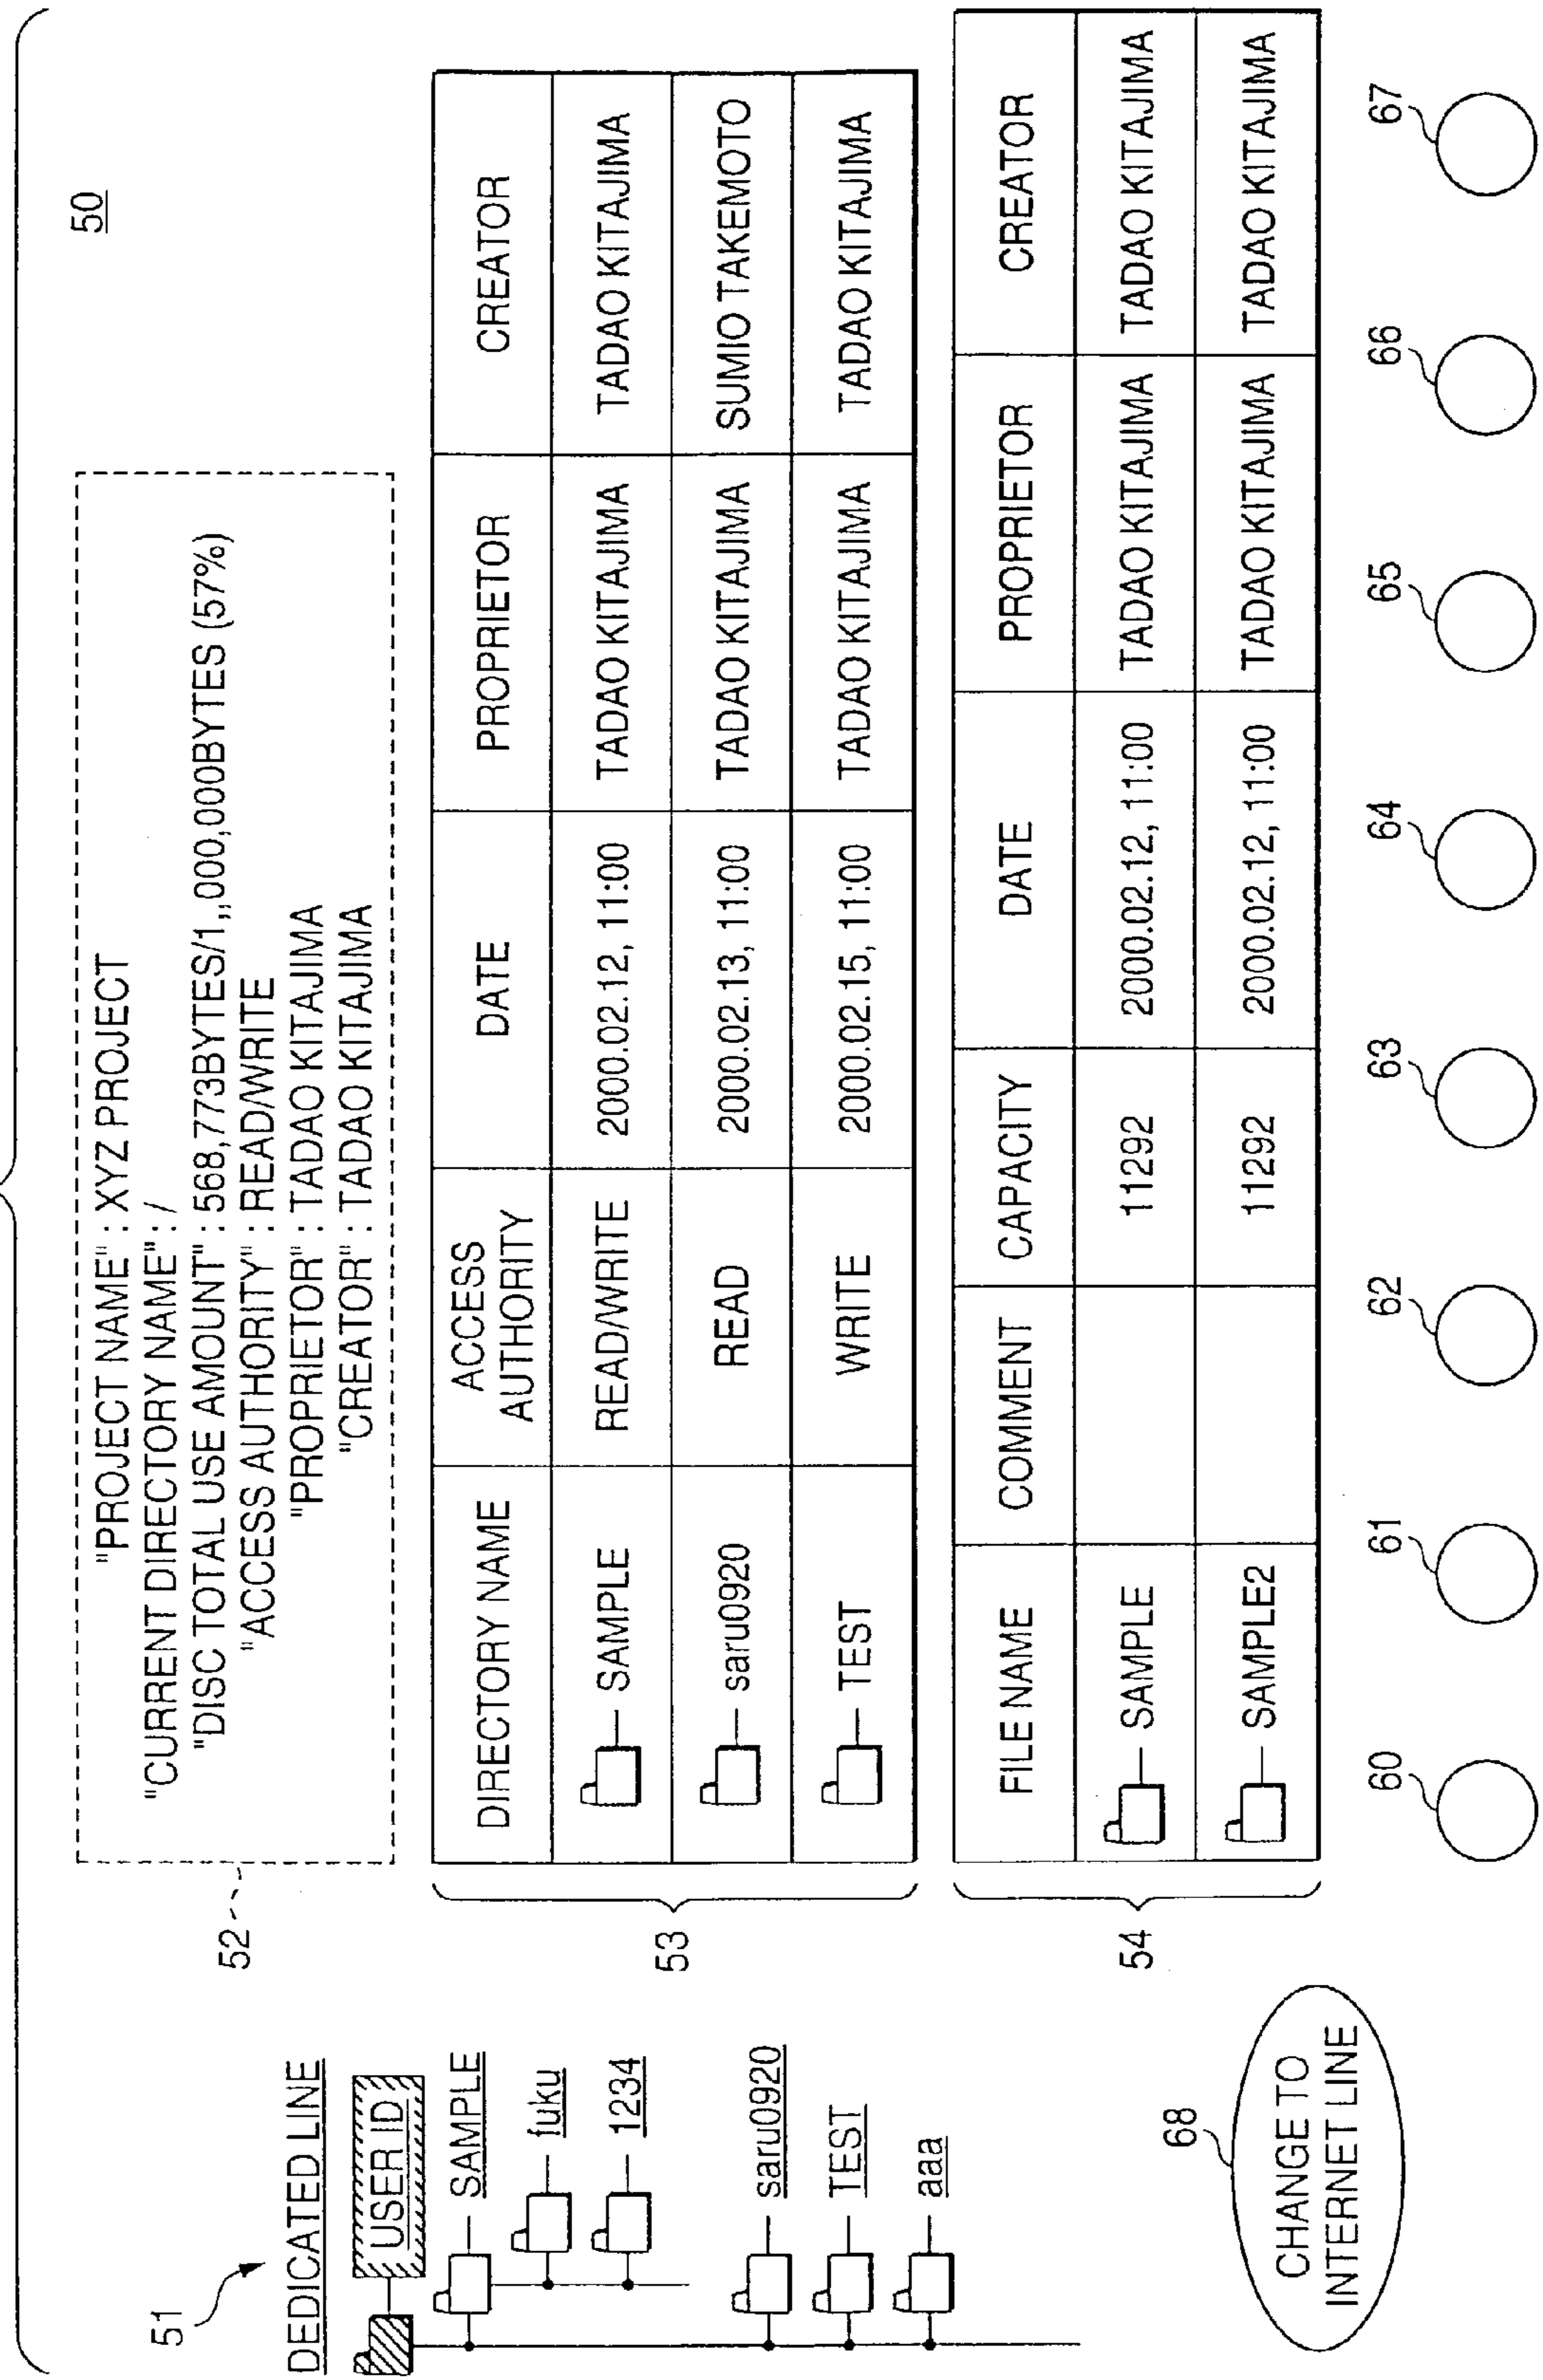 50
51
DEDICATED LINE
USER ID
SAMPLE
fuku
1234
saru0920
TEST
aaa
68
CHANGE TO
INTERNET LINE
52
"PROJECT NAME" : XYZ PROJECT
"CURRENT DIRECTORY NAME" : /
"DISC TOTAL USE AMOUNT" : 568,773BYTES/1,,000,000BYTES (57%)
"ACCESS AUTHORITY" : READ/WRITE
"PROPRIETOR" : TADAO KITAJIMA
"CREATOR" : TADAO KITAJIMA
53
DIRECTORY NAME ACCESS AUTHORITY DATE PROPRIETOR CREATOR
SAMPLE READ/WRITE 2000.02.12, 11:00 TADAO KITAJIMA TADAO KITAJIMA
saru0920 READ 2000.02.13, 11:00 TADAO KITAJIMA SUMIO TAKEMOTO
TEST WRITE 2000.02.15, 11:00 TADAO KITAJIMA TADAO KITAJIMA
54
FILE NAME COMMENT CAPACITY DATE PROPRIETOR CREATOR
SAMPLE 11292 2000.02.12, 11:00 TADAO KITAJIMA TADAO KITAJIMA
SAMPLE2 11292 2000.02.12, 11:00 TADAO KITAJIMA TADAO KITAJIMA
60 61 62 63 64 65 66 67